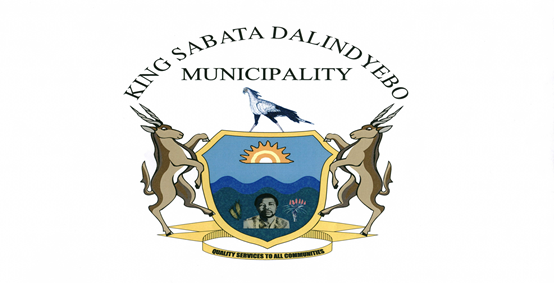 KING SABATA DALINDYEBO
MUNICIPALITY
QUALITY SERVICES TO ALL COMMUNITIES